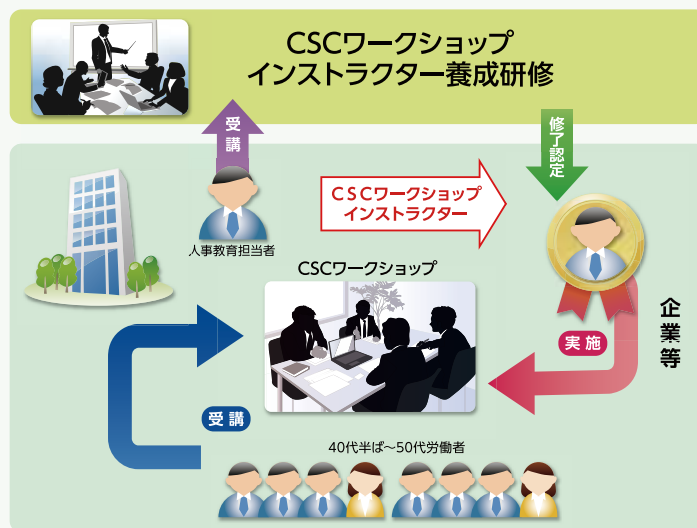 CSCワークショップ
インストラクター養成研修
受講
修了認定
CSCワークショップ
インストラクター
人事教育担当者
CSCワークショップ
企業等
実施
受講
40代半ば〜50代労働者